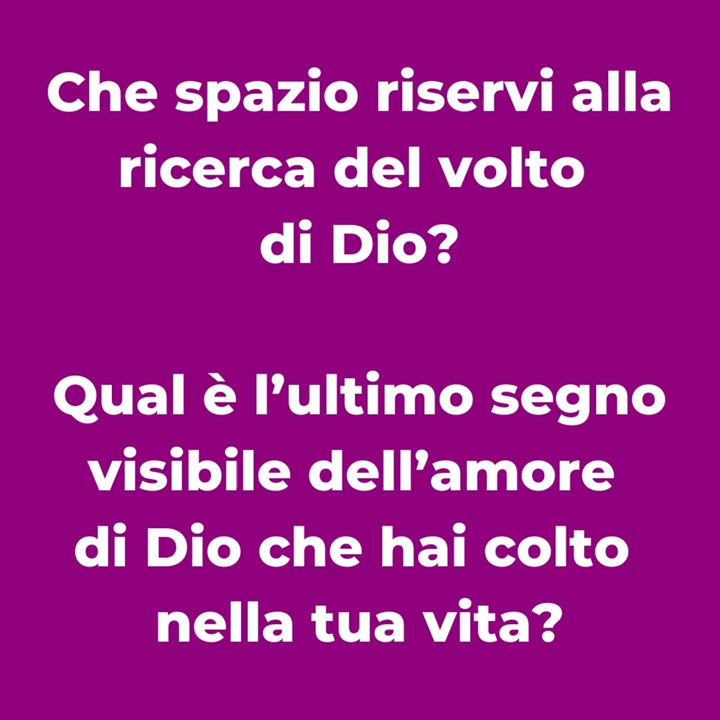 Che spazio riservi alla
ricerca del volto
di Dio?
Qual è l’ultimo segno
visibile dell’amore
di Dio che hai colto
nella tua vita?